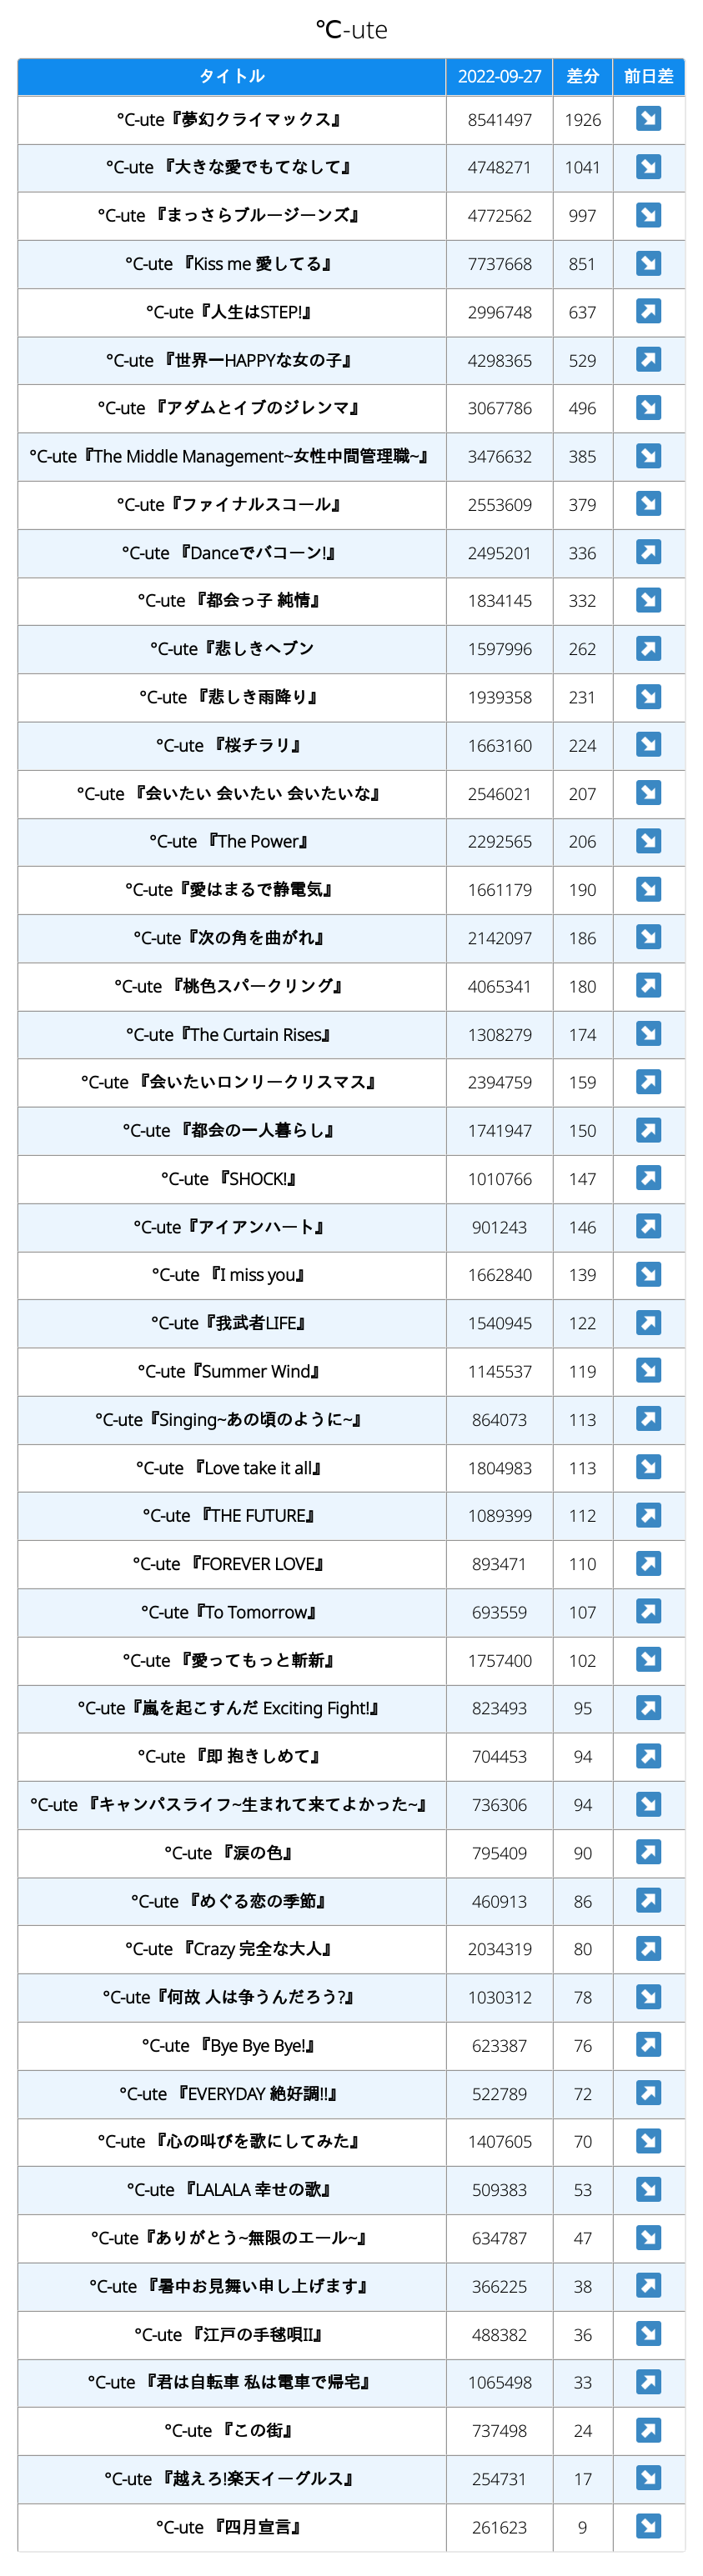 ℃-ute
タイトル 2022-09-27 差分 前日差
°C-ute『夢幻クライマックス』 8541497 1926 ↘
°C-ute 『大きな愛でもてなして』 4748271 1041 ↘
°C-ute 『まっさらブルージーンズ』 4772562 997 ↘
°C-ute 『Kiss me 愛してる』 7737668 851 ↘
°C-ute『人生はSTEP!』 2996748 637 ↗
°C-ute 『世界一HAPPYな女の子』 4298365 529 ↗
°C-ute 『アダムとイブのジレンマ』 3067786 496 ↘
°C-ute『The Middle Management~女性中間管理職~』 3476632 385 ↘
°C-ute『ファイナルスコール』 2553609 379 ↘
°C-ute 『Danceでバコーン!』 2495201 336 ↗
°C-ute 『都会っ子 純情』 1834145 332 ↘
°C-ute『悲しきヘブン 1597996 262 ↗
°C-ute 『悲しき雨降り』 1939358 231 ↘
°C-ute 『桜チラリ』 1663160 224 ↘
°C-ute 『会いたい 会いたい 会いたいな』 2546021 207 ↘
°C-ute 『The Power』 2292565 206 ↘
°C-ute『愛はまるで静電気』 1661179 190 ↘
°C-ute『次の角を曲がれ』 2142097 186 ↘
°C-ute 『桃色スパークリング』 4065341 180 ↗
°C-ute『The Curtain Rises』 1308279 174 ↘
°C-ute 『会いたいロンリークリスマス』 2394759 159 ↗
°C-ute 『都会の一人暮らし』 1741947 150 ↗
°C-ute 『SHOCK!』 1010766 147 ↗
°C-ute『アイアンハート』 901243 146 ↗
°C-ute 『I miss you』 1662840 139 ↘
°C-ute『我武者LIFE』 1540945 122 ↗
°C-ute『Summer Wind』 1145537 119 ↘
°C-ute『Singing~あの頃のように~』 864073 113 ↗
°C-ute 『Love take it all』 1804983 113 ↘
°C-ute 『THE FUTURE』 1089399 112 ↗
°C-ute 『FOREVER LOVE』 893471 110 ↗
°C-ute『To Tomorrow』 693559 107 ↗
°C-ute 『愛ってもっと斬新』 1757400 102 ↘
°C-ute『嵐を起こすんだ Exciting Fight!』 823493 95 ↗
°C-ute 『即 抱きしめて』 704453 94 ↗
°C-ute 『キャンパスライフ~生まれて来てよかった~』 736306 94 ↘
°C-ute 『涙の色』 795409 90 ↗
°C-ute 『めぐる恋の季節』 460913 86 ↗
°C-ute 『Crazy 完全な大人』 2034319 80 ↗
°C-ute『何故 人は争うんだろう?』 1030312 78 ↘
°C-ute 『Bye Bye Bye!』 623387 76 ↗
°C-ute 『EVERYDAY 絶好調!!』 522789 72 ↗
°C-ute 『心の叫びを歌にしてみた』 1407605 70 ↘
°C-ute 『LALALA 幸せの歌』 509383 53 ↘
°C-ute『ありがとう~無限のエール~』 634787 47 ↘
°C-ute 『暑中お見舞い申し上げます』 366225 38 ↗
°C-ute 『江戸の手毬唄II』 488382 36 ↘
°C-ute 『君は自転車 私は電車で帰宅』 1065498 33 ↗
°C-ute 『この街』 737498 24 ↗
°C-ute 『越えろ!楽天イーグルス』 254731 17 ↘
°C-ute 『四月宣言』 261623 9 ↘